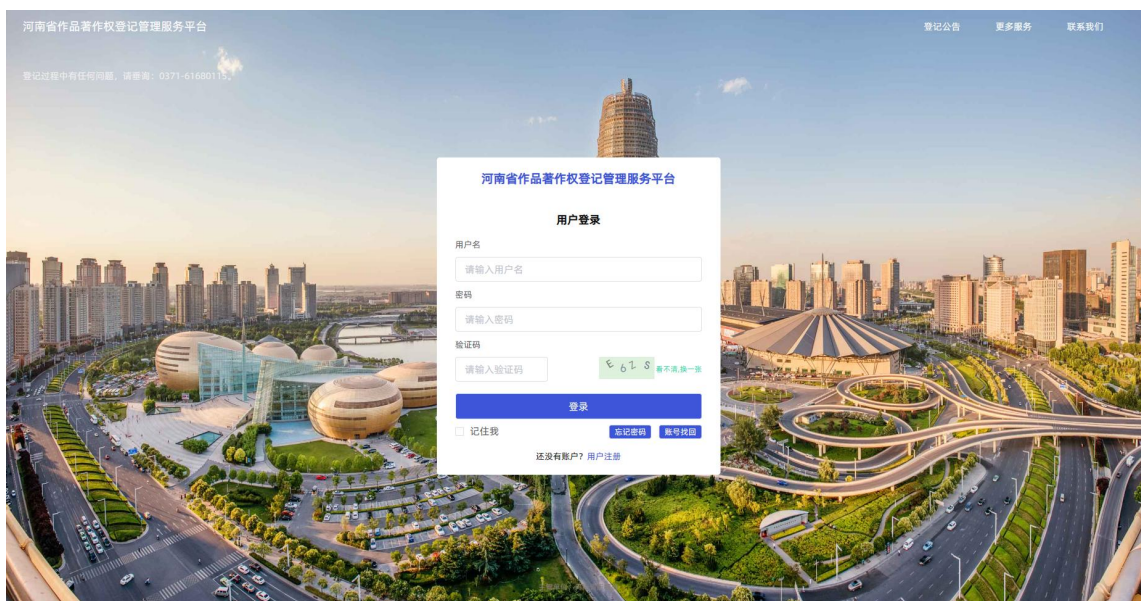 河南省作品著作权登记管理服务平台
登记公告 更多服务 联系我们
登记过程中有任何问题，请垂询：0371-61680115。
河南省作品著作权登记管理服务平台
用户登录
用户名
请输入用户名
密码
请输入密码
验证码
请输入验证码 E 6 Z S 看不清,换一张
登录
记住我 忘记密码 账号找回
还没有账户? 用户注册